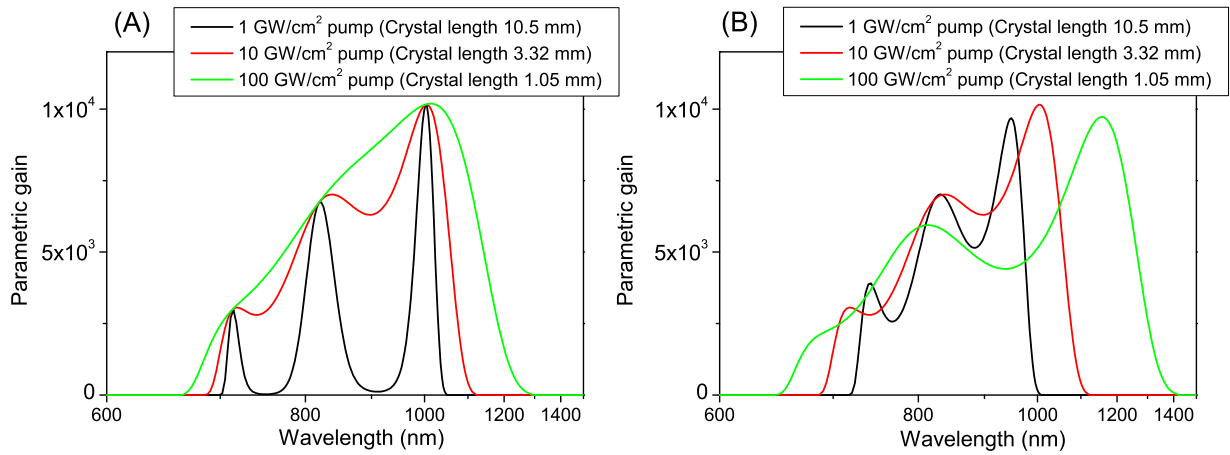 (A)
1 GW/cm² pump (Crystal length 10.5 mm)
10 GW/cm² pump (Crystal length 3.32 mm)
100 GW/cm² pump (Crystal length 1.05 mm)
1x10⁴
5x10³
0
Parametric gain
600 800 1000 1200 1400
Wavelength (nm)
(B)
1 GW/cm² pump (Crystal length 10.5 mm)
10 GW/cm² pump (Crystal length 3.32 mm)
100 GW/cm² pump (Crystal length 1.05 mm)
1x10⁴
5x10³
0
Parametric gain
600 800 1000 1200 1400
Wavelength (nm)